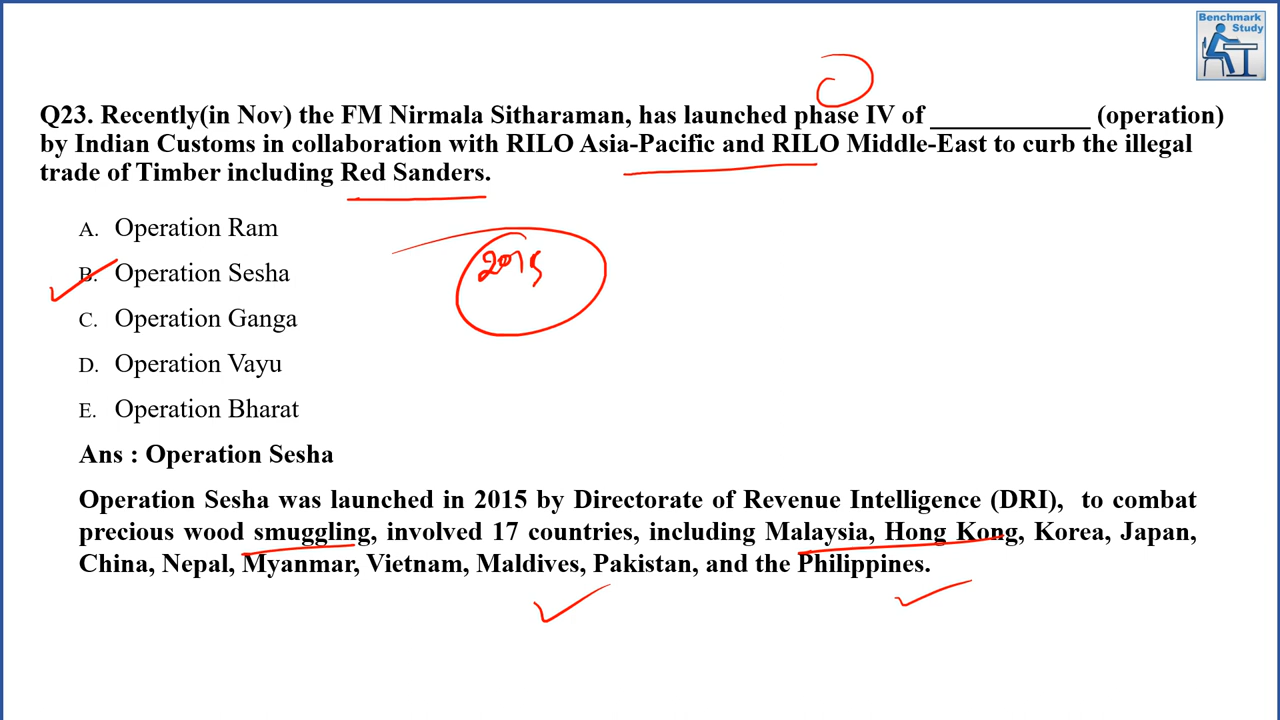 Benchmark
Study
Q23. Recently(in Nov) the FM Nirmala Sitharaman, has launched phase IV of ____________ (operation)
by Indian Customs in collaboration with RILO Asia-Pacific and RILO Middle-East to curb the illegal
trade of Timber including Red Sanders.
A. Operation Ram
2015
B. Operation Sesha
C. Operation Ganga
D. Operation Vayu
E. Operation Bharat
Ans : Operation Sesha
Operation Sesha was launched in 2015 by Directorate of Revenue Intelligence (DRI), to combat
precious wood smuggling, involved 17 countries, including Malaysia, Hong Kong, Korea, Japan,
China, Nepal, Myanmar, Vietnam, Maldives, Pakistan, and the Philippines.